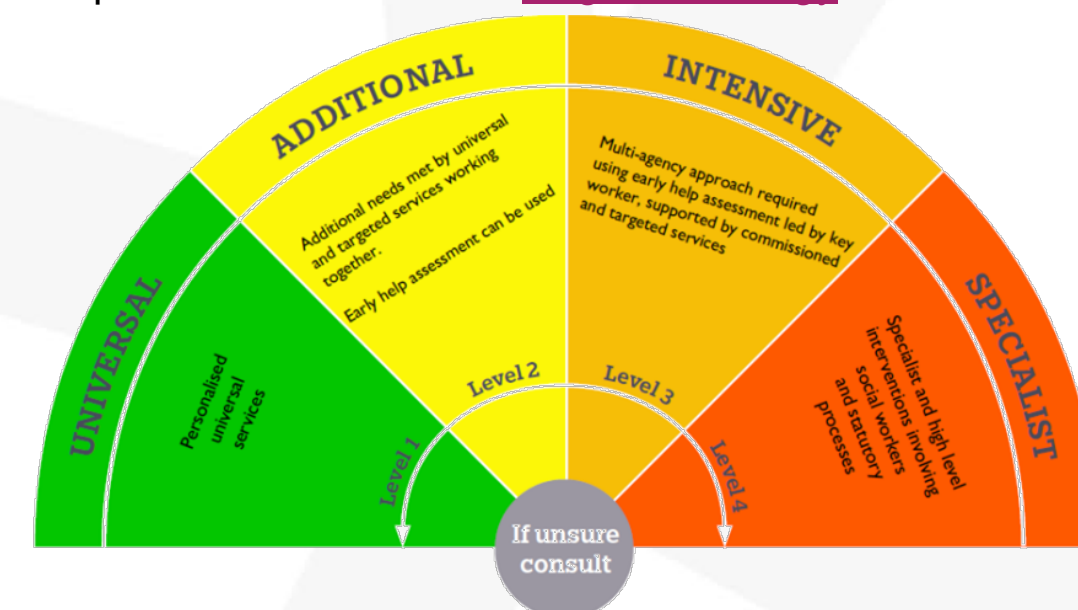 UNIVERSAL
Personalised
universal
services
Level 1
ADDITIONAL
Additional needs met by universal
and targeted services working
together.
Early help assessment can be used
Level 2
INTENSIVE
Multi-agency approach required
using early help assessment led by key
worker, supported by commissioned
and targeted services
Level 3
SPECIALIST
Specialist and high level
interventions involving
social workers
and statutory
processes
Level 4
If unsure
consult